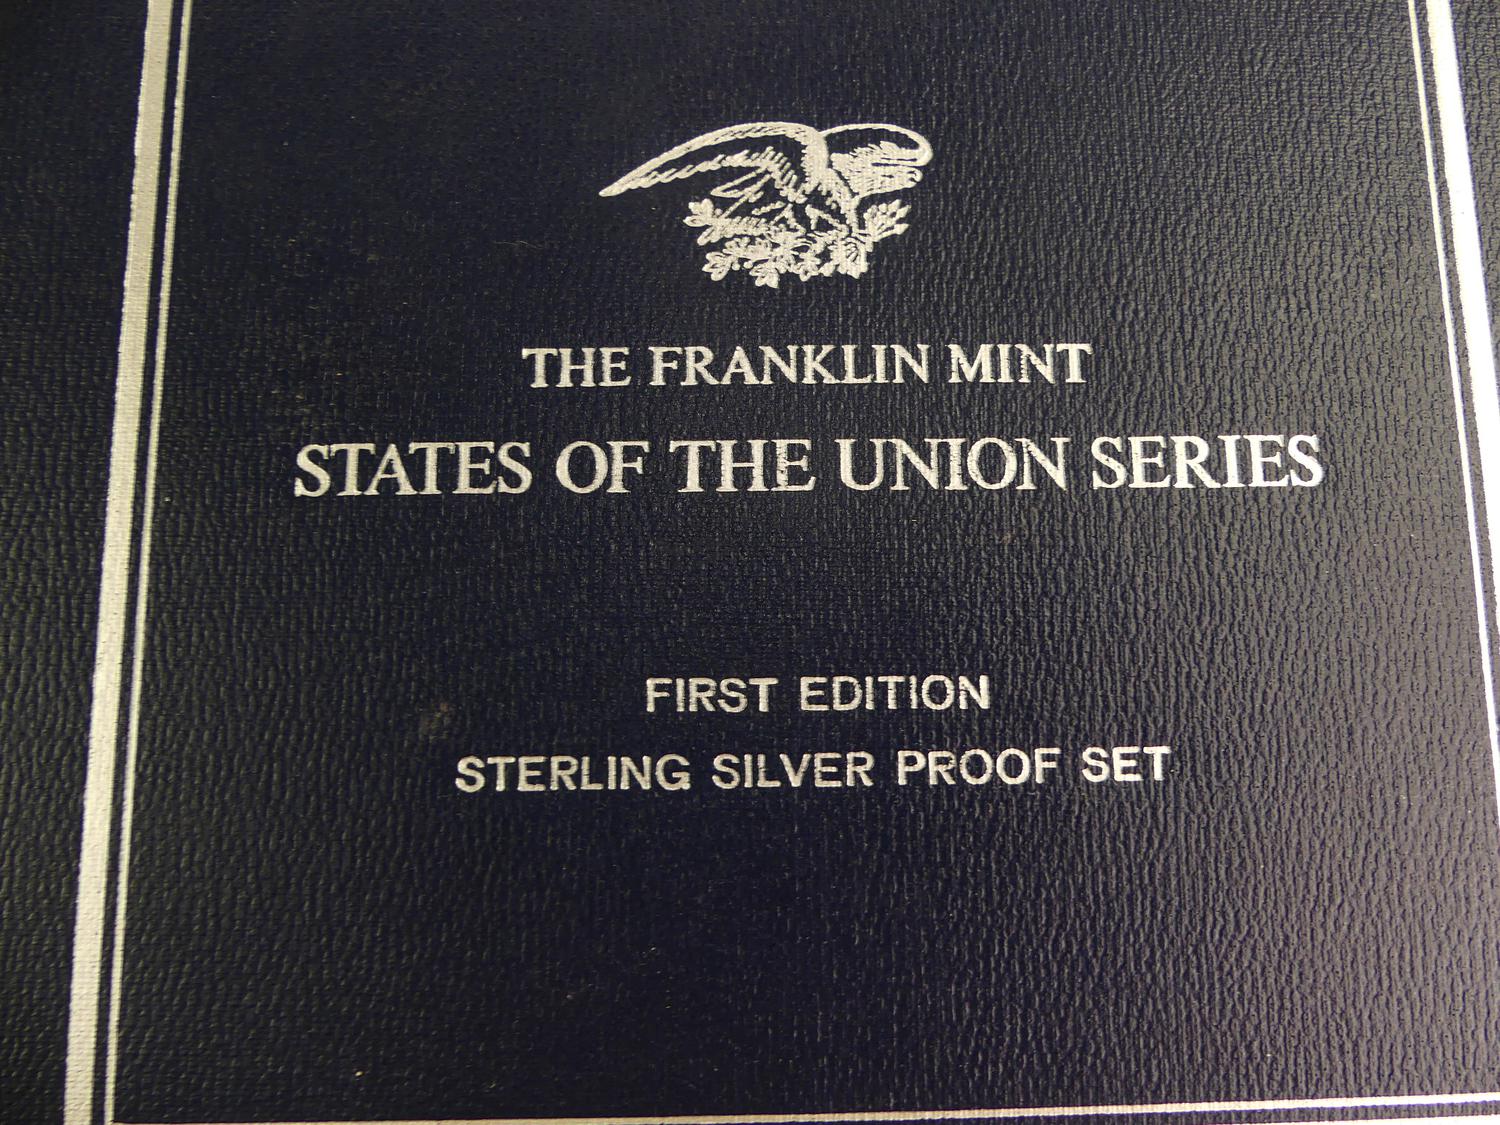 THE FRANKLIN MINT
STATES OF THE UNION SERIES
FIRST EDITION
STERLING SILVER PROOF SET